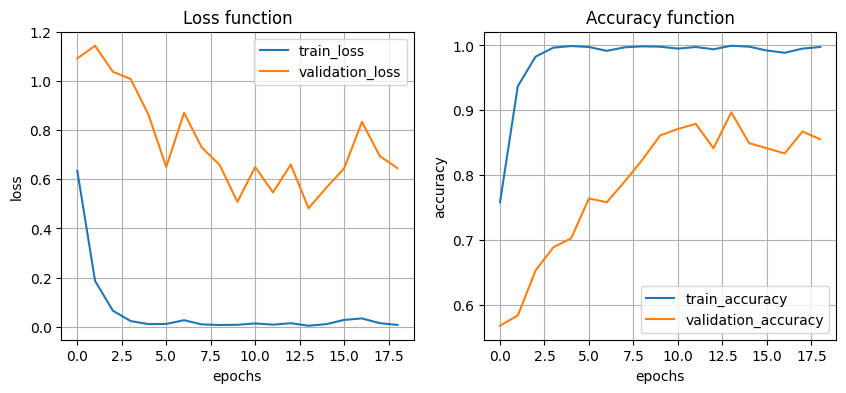 Loss function
1.2
1.0
0.8
0.6
0.4
0.2
0.0
loss
train_loss
validation_loss
0.0 2.5 5.0 7.5 10.0 12.5 15.0 17.5
epochs
Accuracy function
1.0
0.9
0.8
0.7
0.6
accuracy
train_accuracy
validation_accuracy
0.0 2.5 5.0 7.5 10.0 12.5 15.0 17.5
epochs